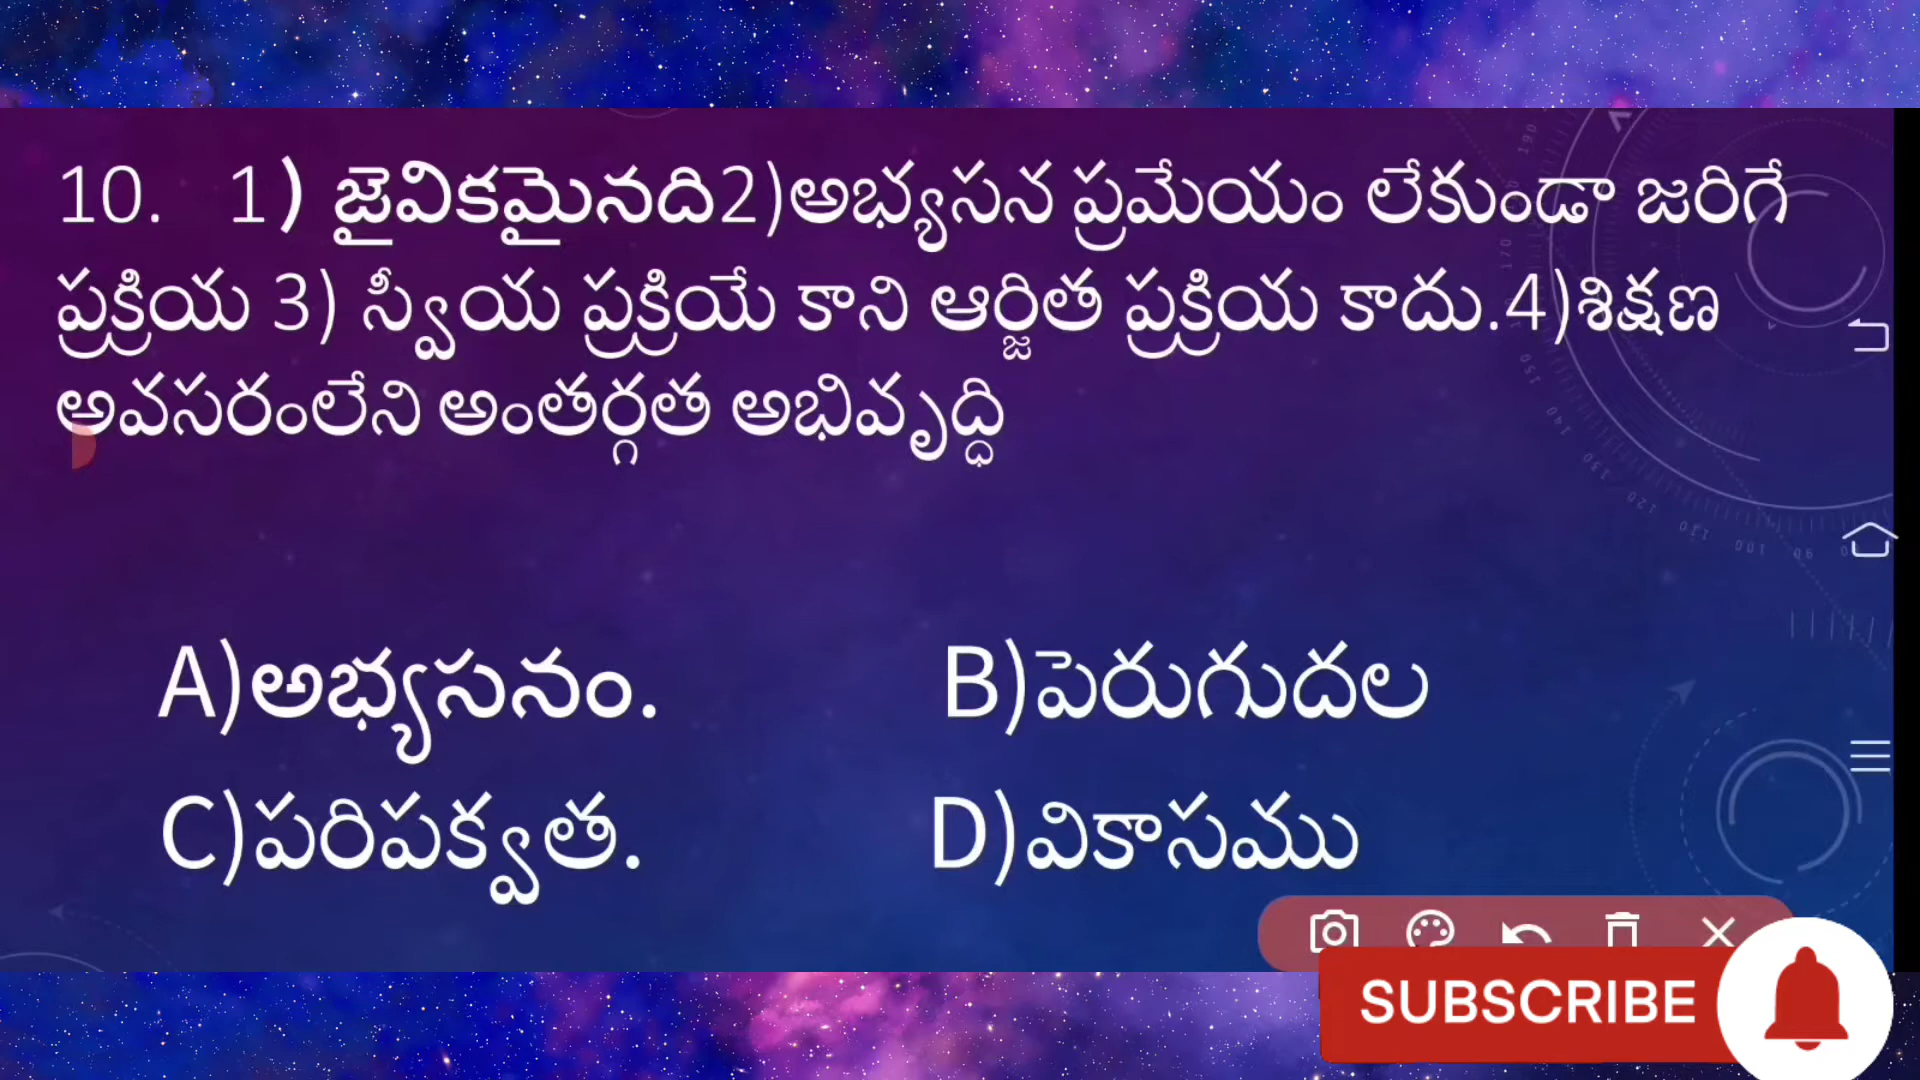 10. 1) జైవికమైనది2)అభ్యసన ప్రమేయం లేకుండా జరిగే
ప్రక్రియ 3) స్వీయ ప్రక్రియే కాని ఆర్జిత ప్రక్రియ కాదు.4)శిక్షణ
అవసరంలేని అంతర్గత అభివృద్ధి
A)అభ్యసనం. B)పెరుగుదల
C)పరిపక్వత. D)వికాసము
SUBSCRIBE